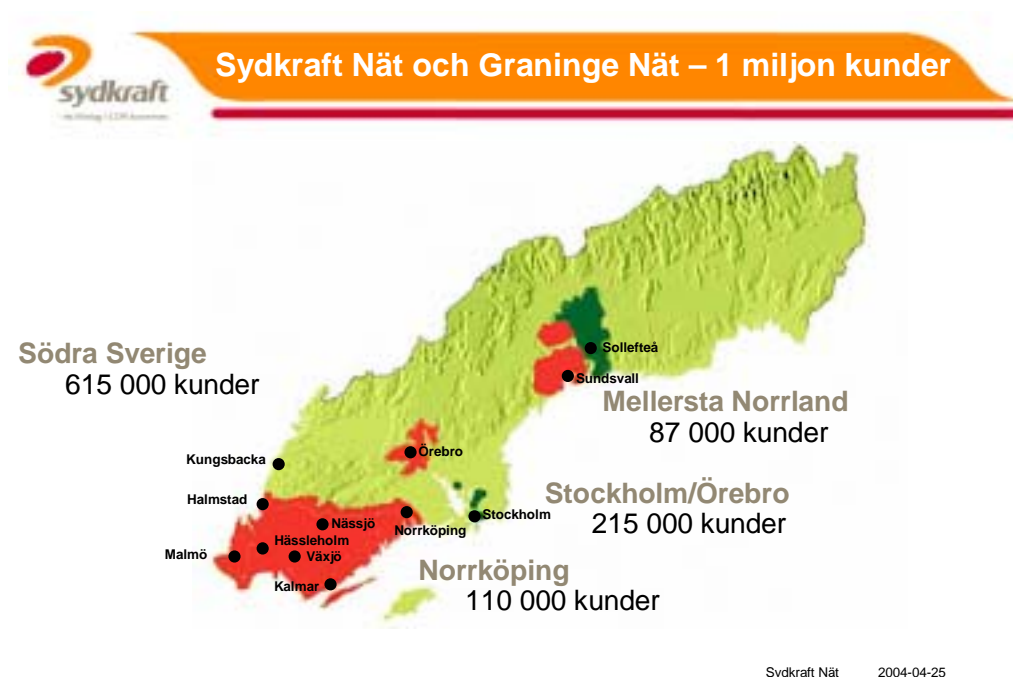 Sydkraft Nät och Graninge Nät – 1 miljon kunder
sydkraft
Södra Sverige
615 000 kunder
Sollefteå
Sundsvall
Mellersta Norrland
87 000 kunder
Örebro
Kungsbacka
Stockholm/Örebro
215 000 kunder
Halmstad
Stockholm
Nässjö
Norrköping
Hässleholm
Malmö
Växjö
Kalmar
Norrköping
110 000 kunder
Sydkraft Nät 2004-04-25